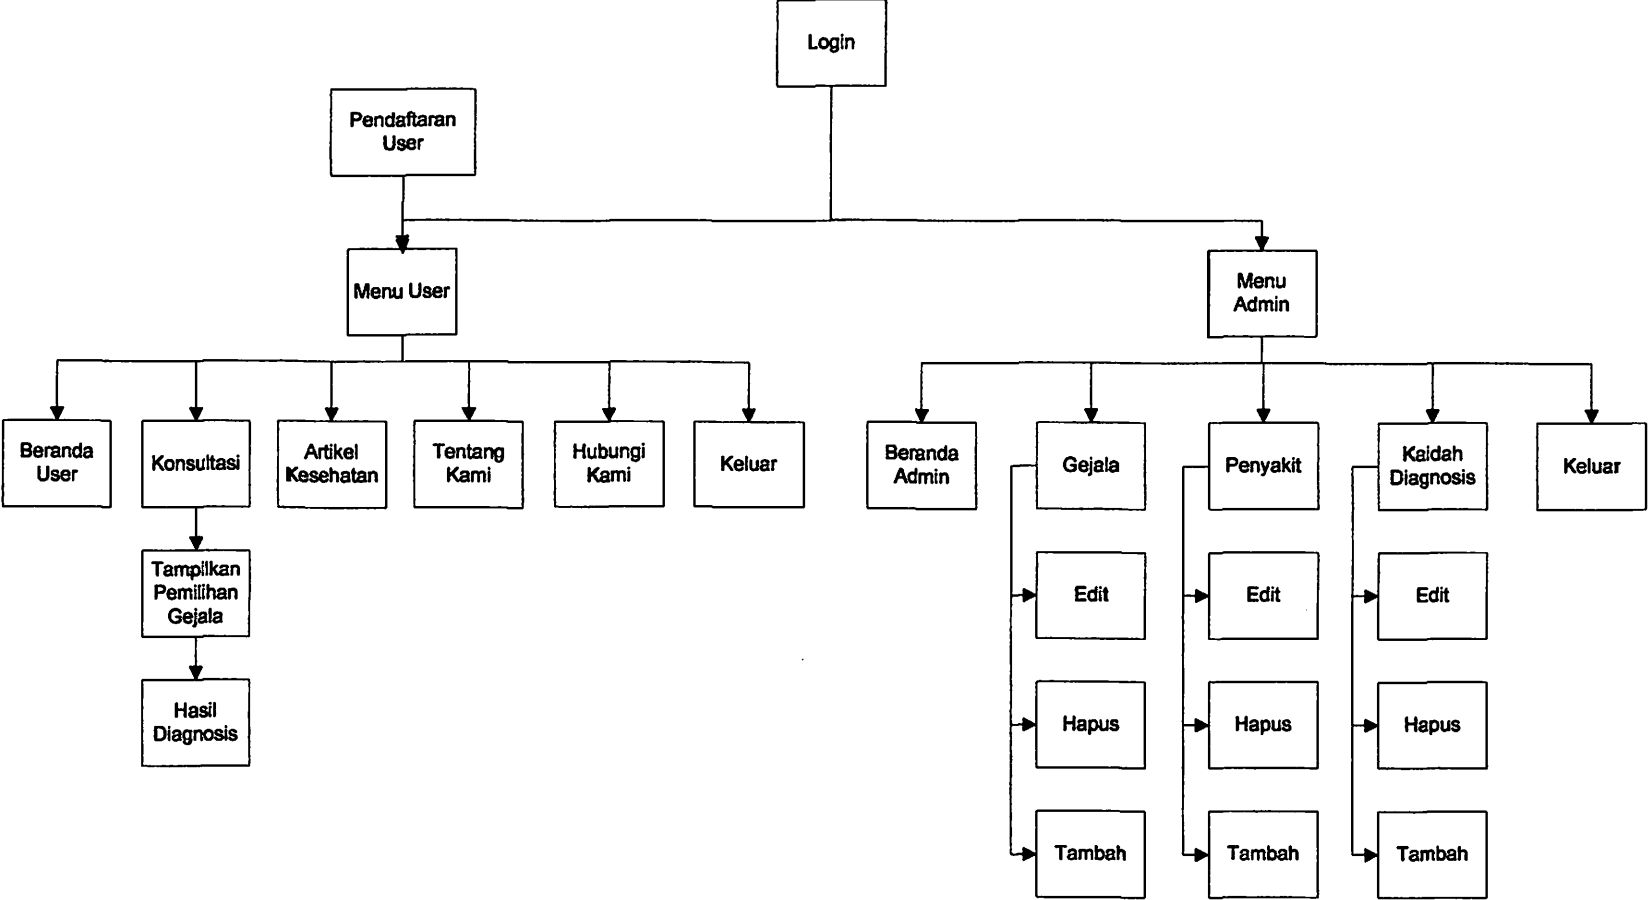 Login
Pendaftaran
User
Menu User
Menu
Admin
Beranda
User
Konsultasi
Artikel
Kesehatan
Tentang
Kami
Hubungi
Kami
Keluar
Beranda
Admin
Gejala
Penyakit
Kaidah
Diagnosis
Keluar
Tampilkan
Pemilihan
Gejala
Edit
Edit
Edit
Hasil
Diagnosis
Hapus
Hapus
Hapus
Tambah
Tambah
Tambah